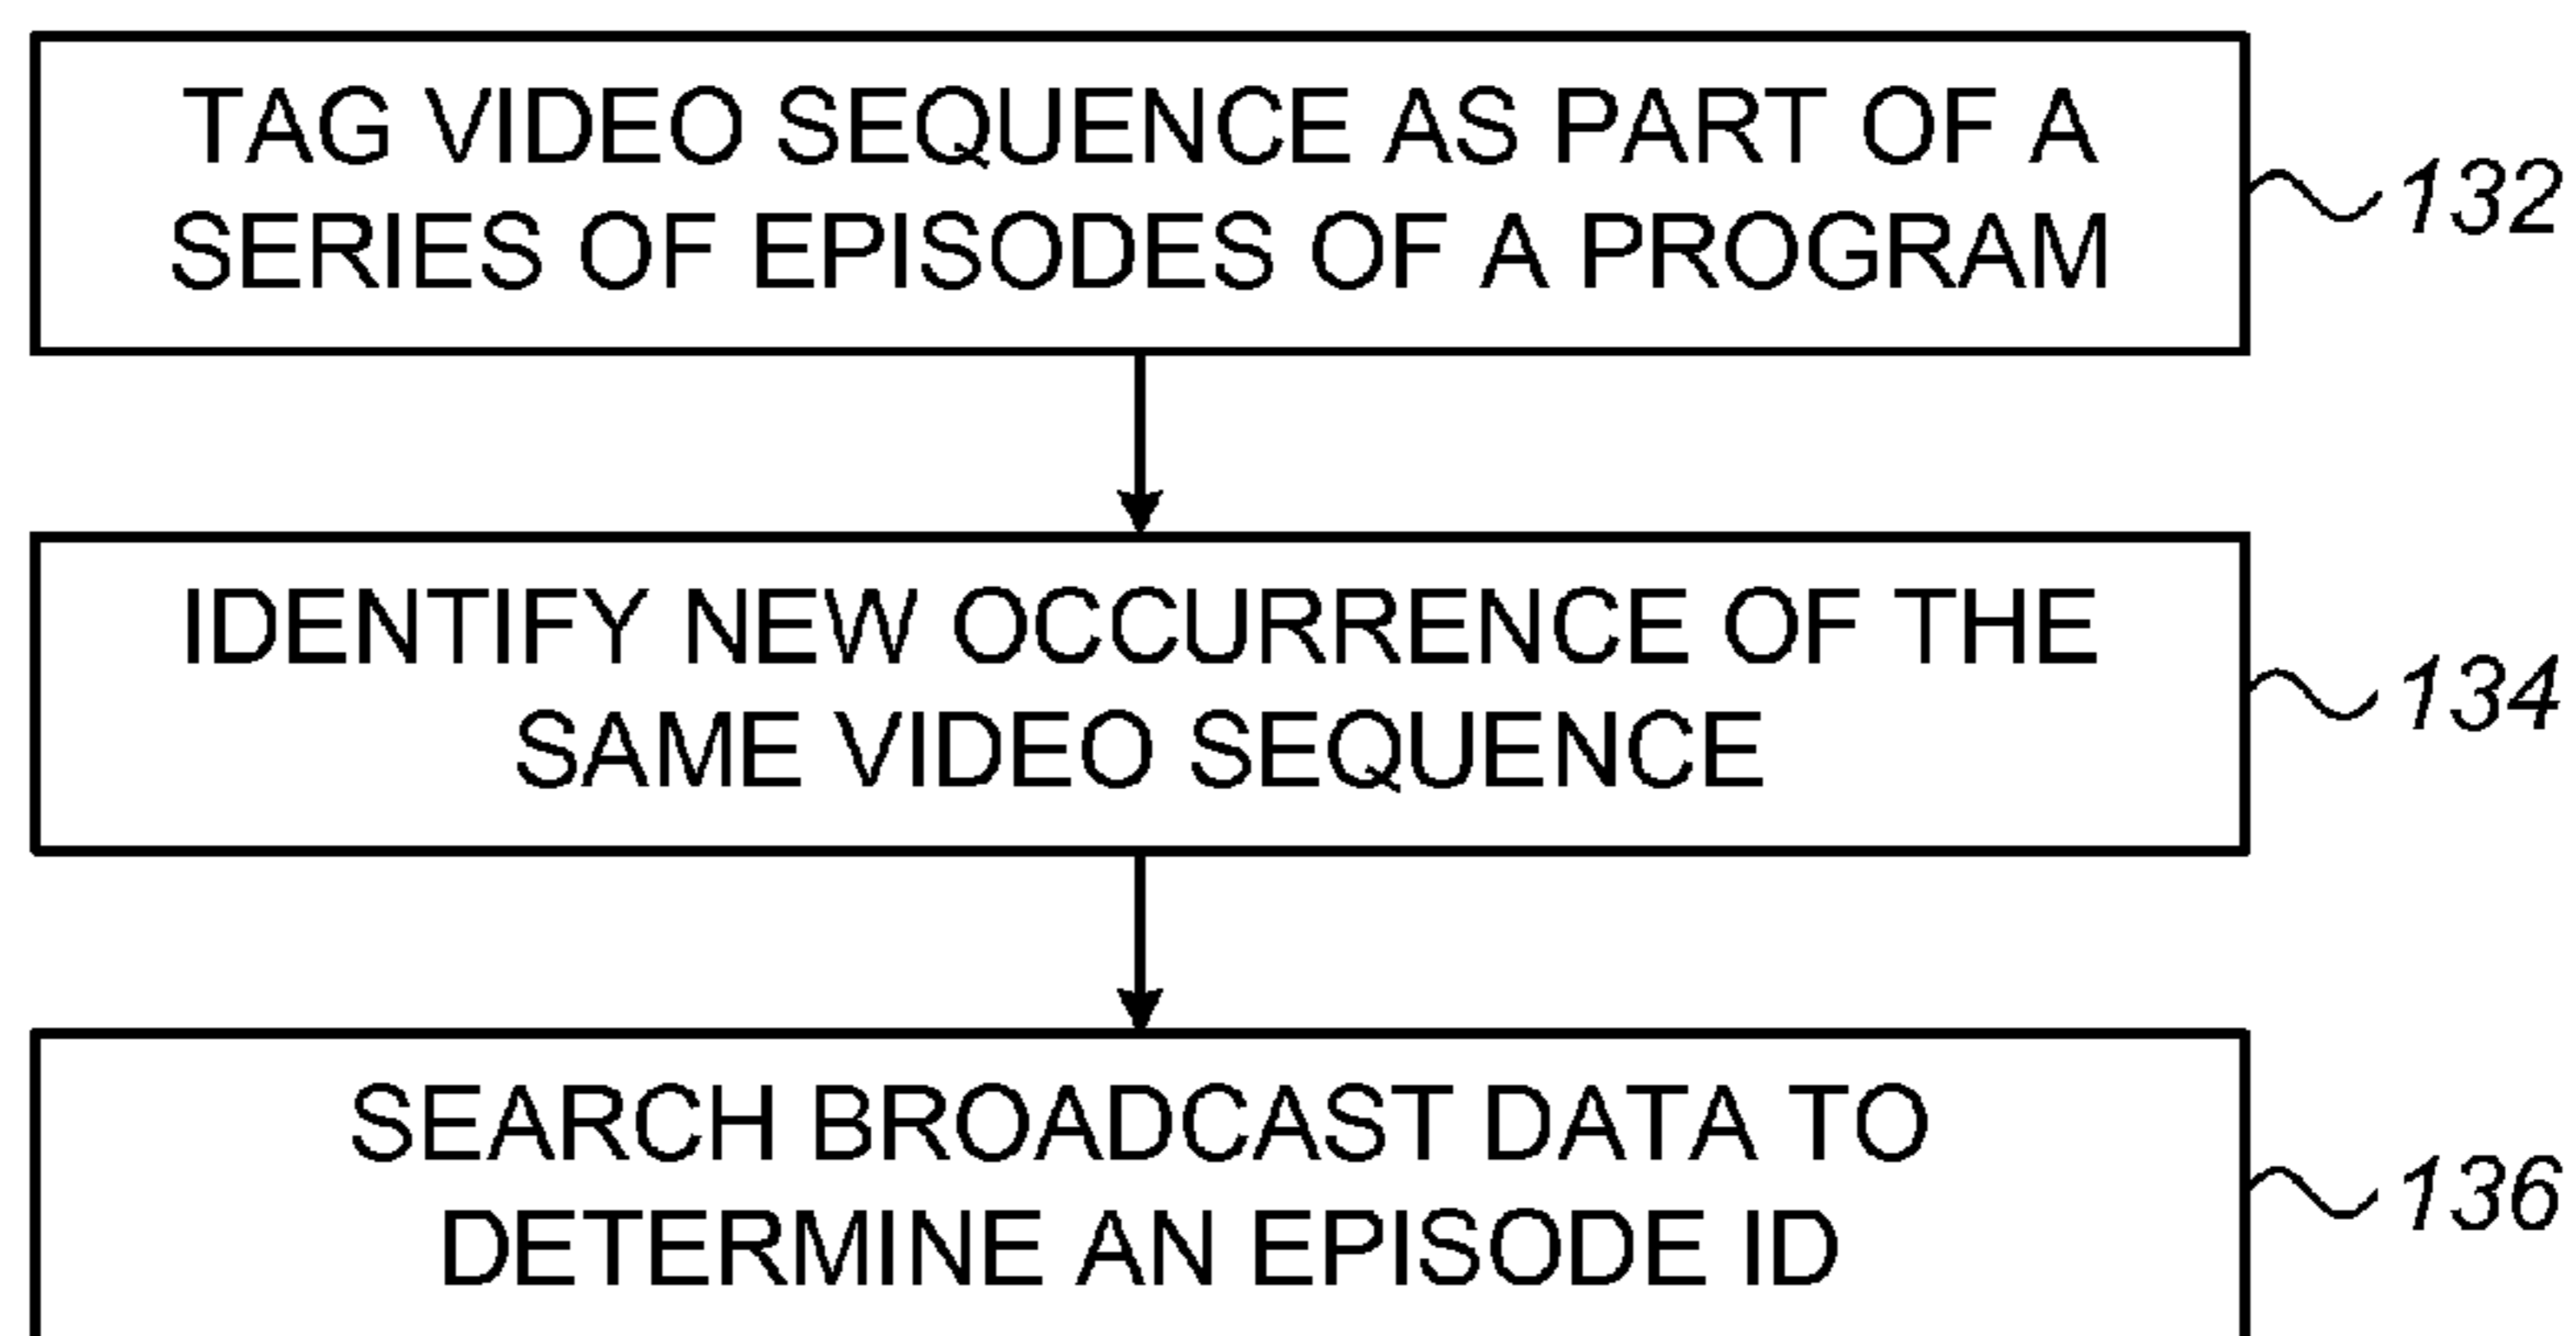 TAG VIDEO SEQUENCE AS PART OF A
SERIES OF EPISODES OF A PROGRAM
132
IDENTIFY NEW OCCURRENCE OF THE
SAME VIDEO SEQUENCE
134
SEARCH BROADCAST DATA TO
DETERMINE AN EPISODE ID
136